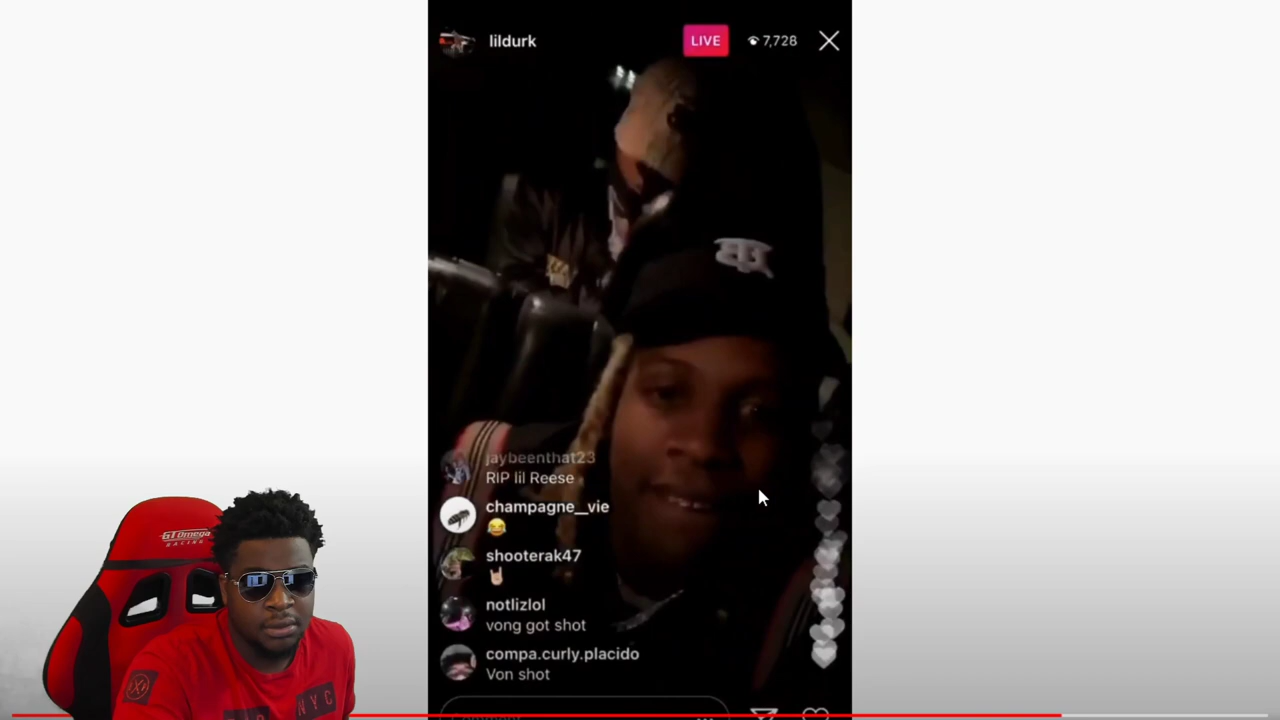 lildurk
LIVE
7,728
jaybeenthat23
RIP lil Reese
champagne__vie
😂
shooterak47
🤘🏻
notlizlol
vong got shot
compa.curly.placido
Von shot
GT Omega
RACING
NYC